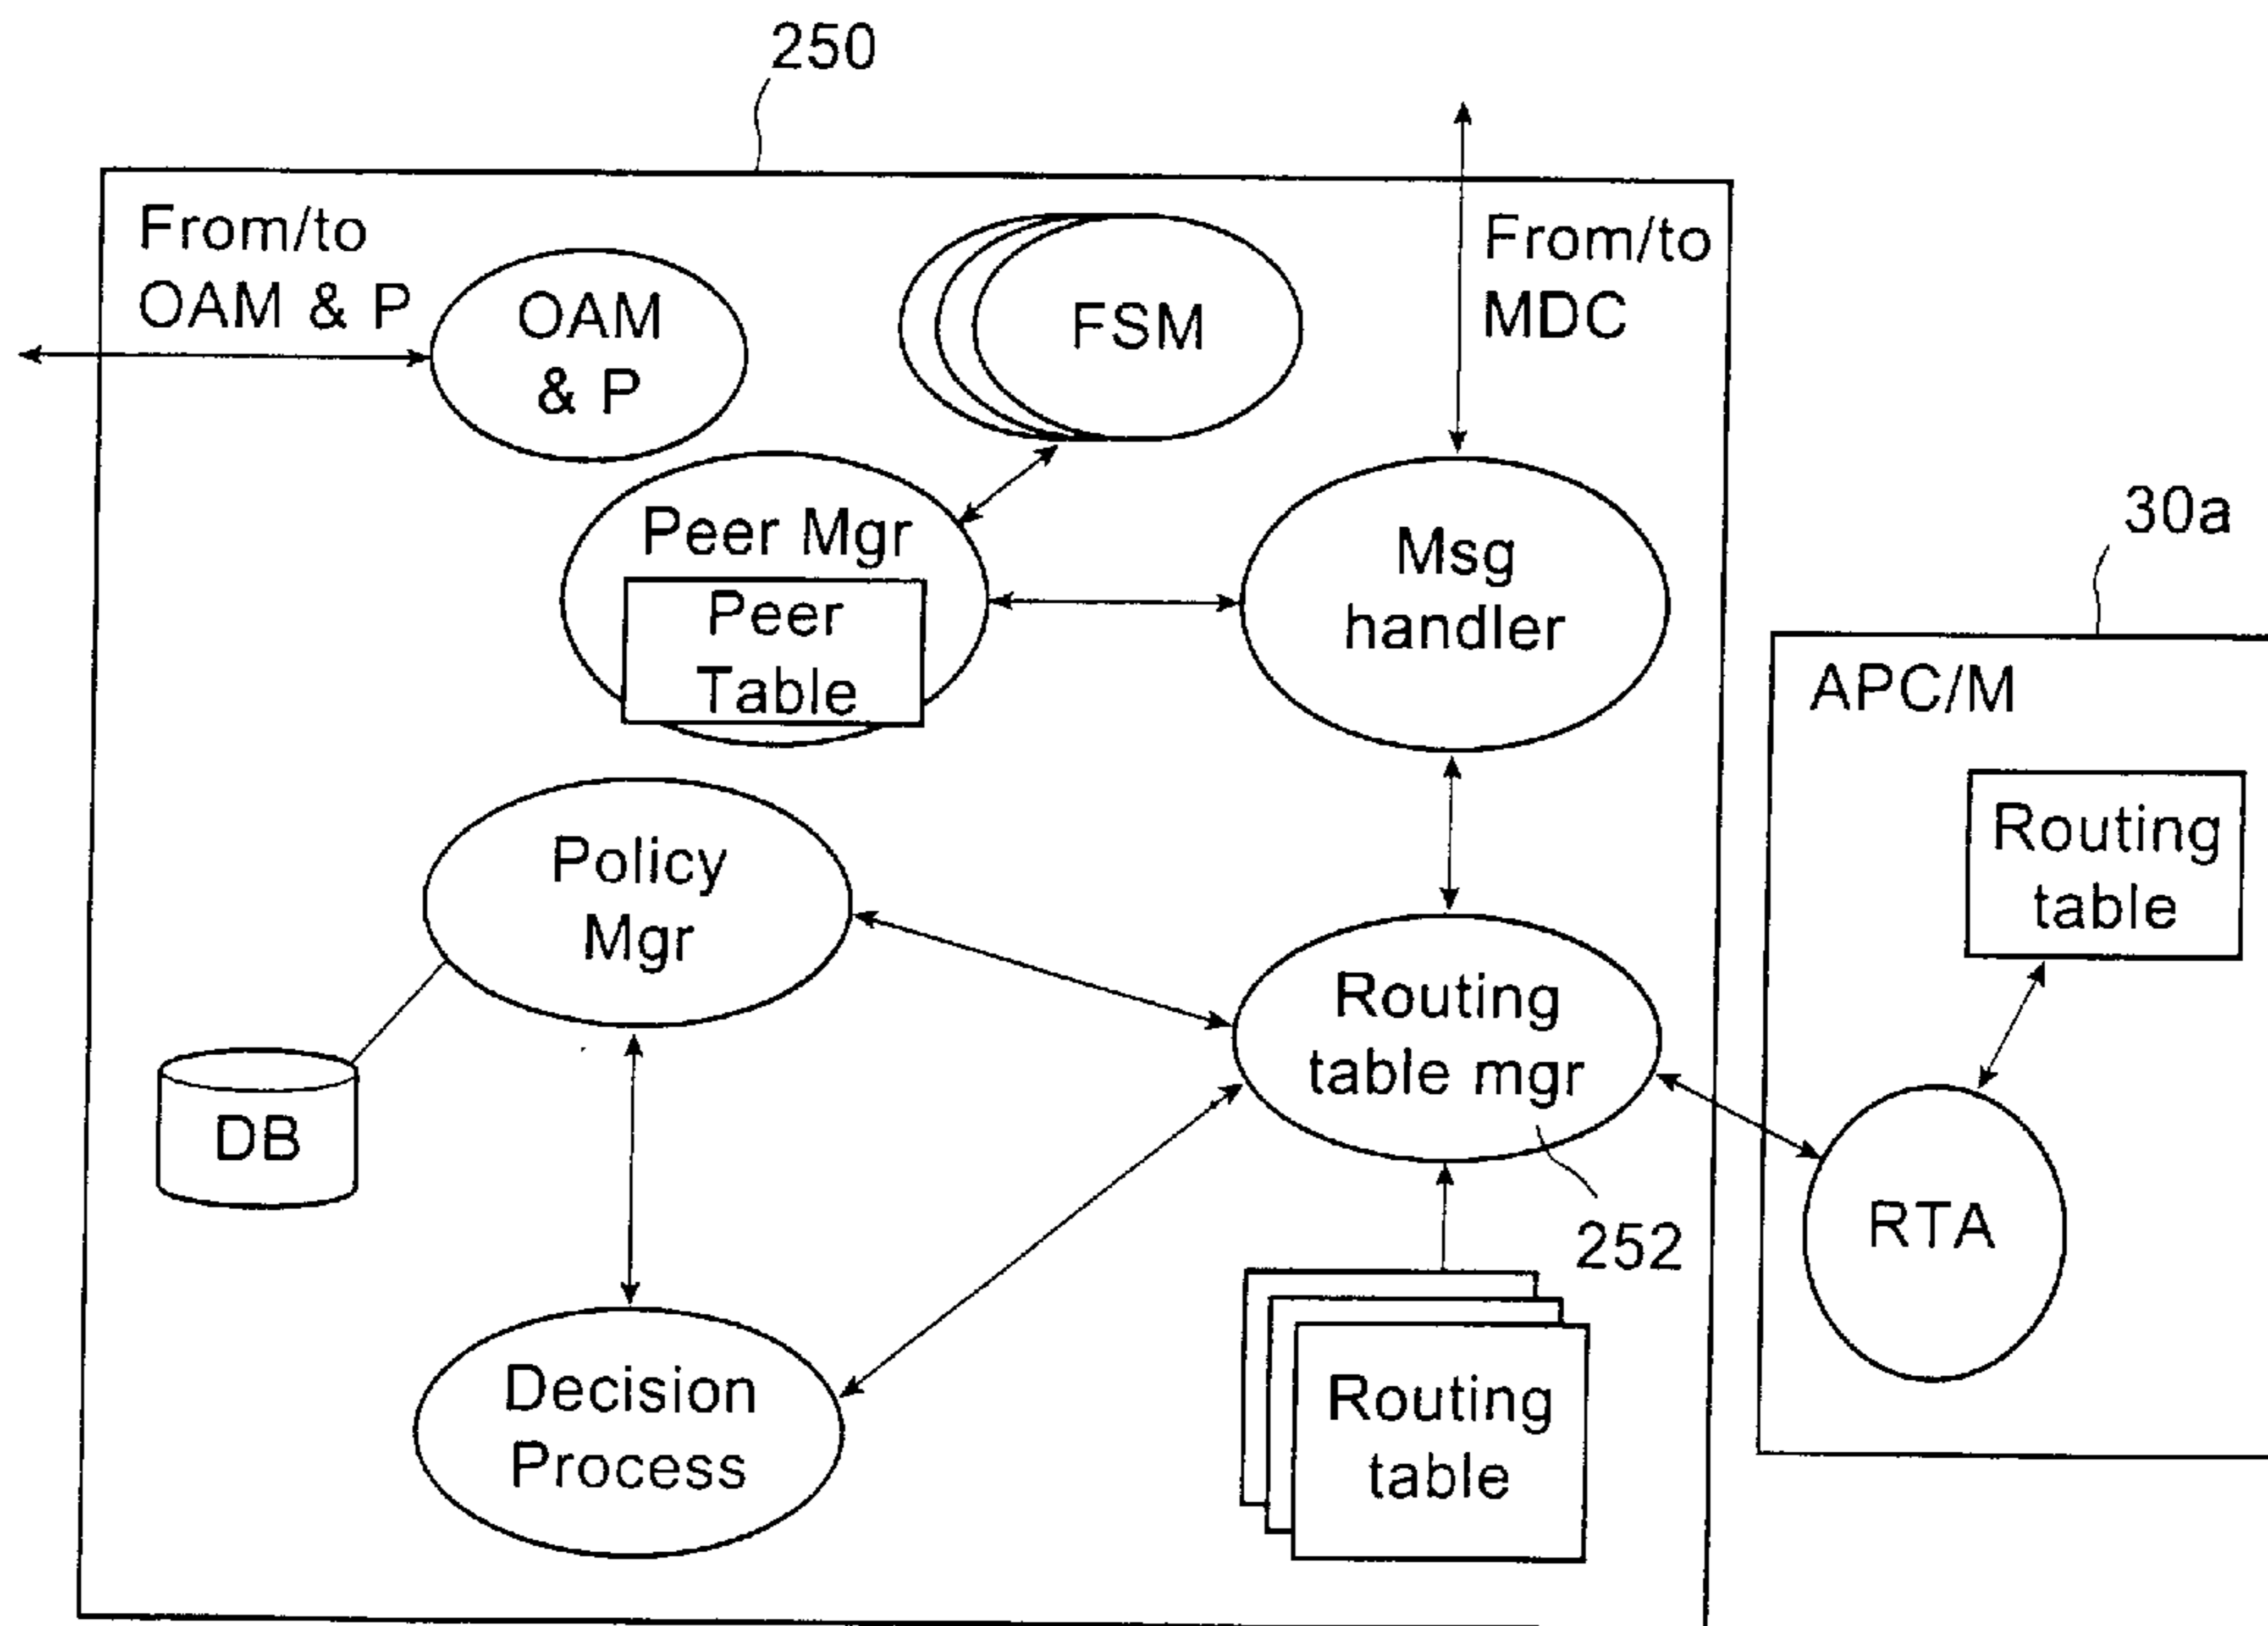 250
From/to
OAM & P
OAM
& P
FSM
From/to
MDC
Peer Mgr
Peer
Table
Msg
handler
30a
APC/M
Routing
table
Policy
Mgr
Routing
table mgr
DB
RTA
252
Decision
Process
Routing
table